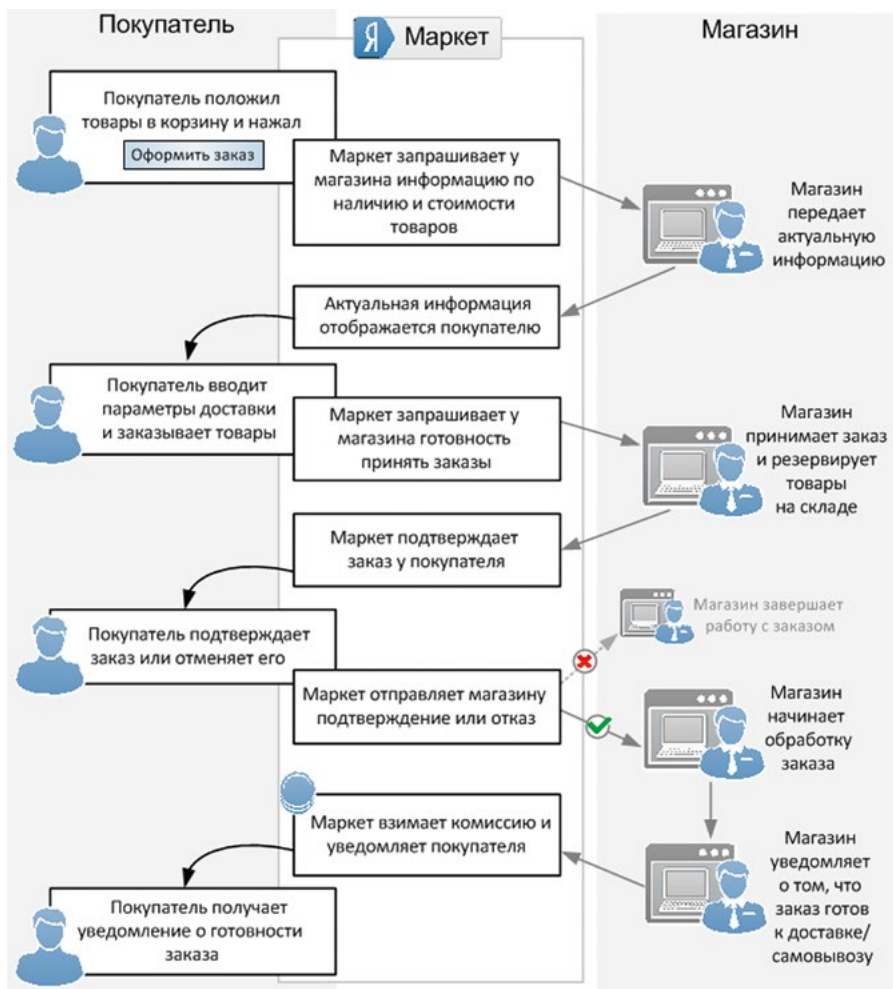 Покупатель
Я Маркет
Магазин
Покупатель положил
товары в корзину и нажал
Оформить заказ
Маркет запрашивает у
магазина информацию по
наличию и стоимости
товаров
Магазин
передает
актуальную
информацию
Актуальная информация
отображается покупателю
Покупатель вводит
параметры доставки
и заказывает товары
Маркет запрашивает у
магазина готовность
принять заказы
Магазин
принимает заказ
и резервирует
товары
на складе
Маркет подтверждает
заказ у покупателя
Покупатель подтверждает
заказ или отменяет его
Маркет отправляет магазину
подтверждение или отказ
Магазин завершает
работу с заказом
Магазин
начинает
обработку
заказа
Магазин
уведомляет
о том, что
заказ готов
к доставке/
самовывозу
Маркет взимает комиссию и
уведомляет покупателя
Покупатель получает
уведомление о готовности
заказа